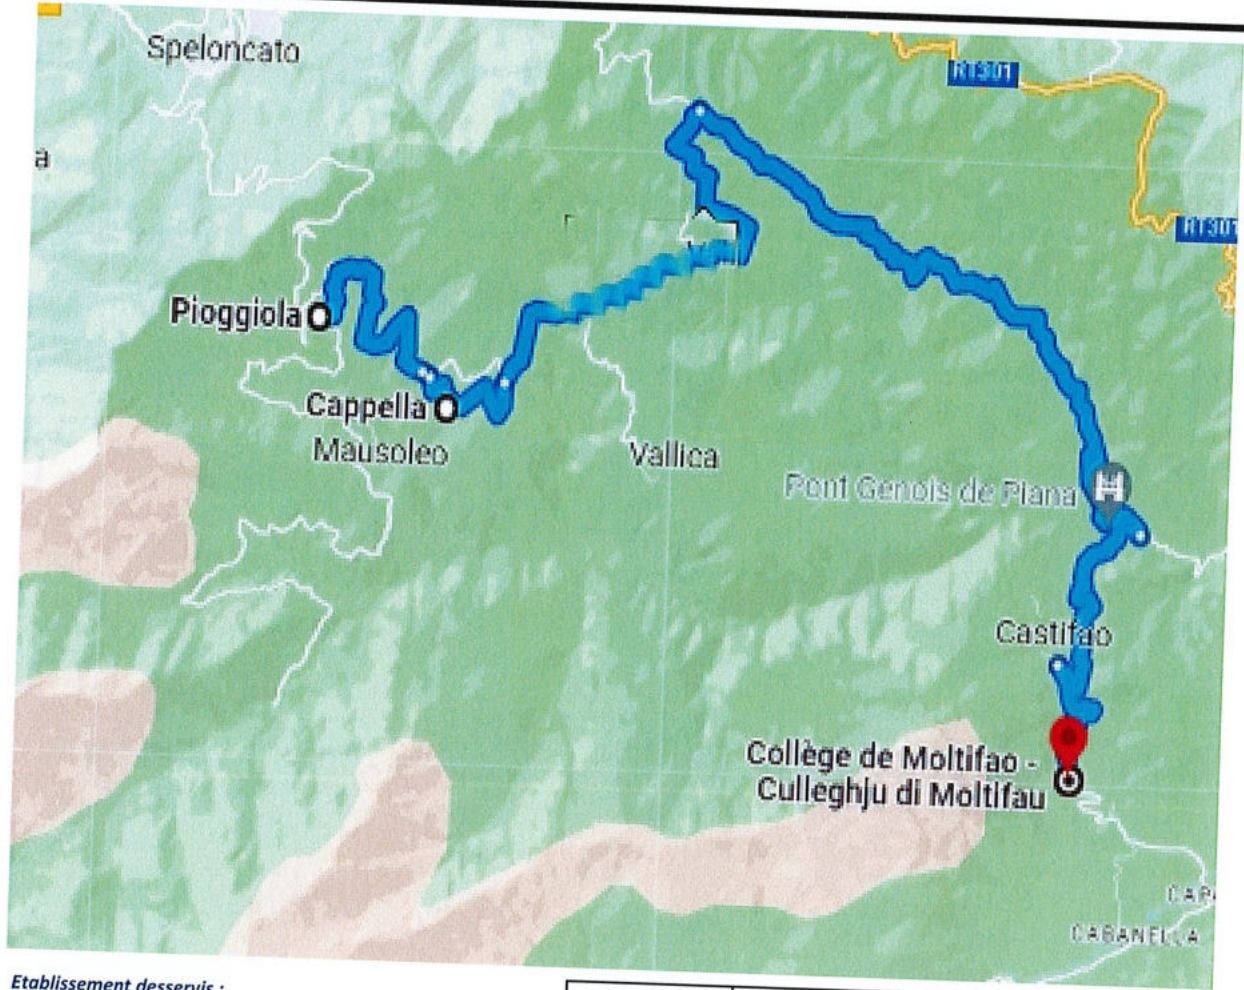 Speloncato
RT301
a
RT301
Pioggiola
Cappella
Mausoleo
Vallica
Pont Genois de Piana
Castifao
Collège de Moltifao -
Culleghju di Moltifau
CAP
CABANELLA
Etablissement desservis :